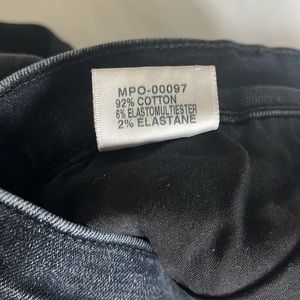 MPO-00097
92% COTTON
6% ELASTOMULTIESTER
2% ELASTANE